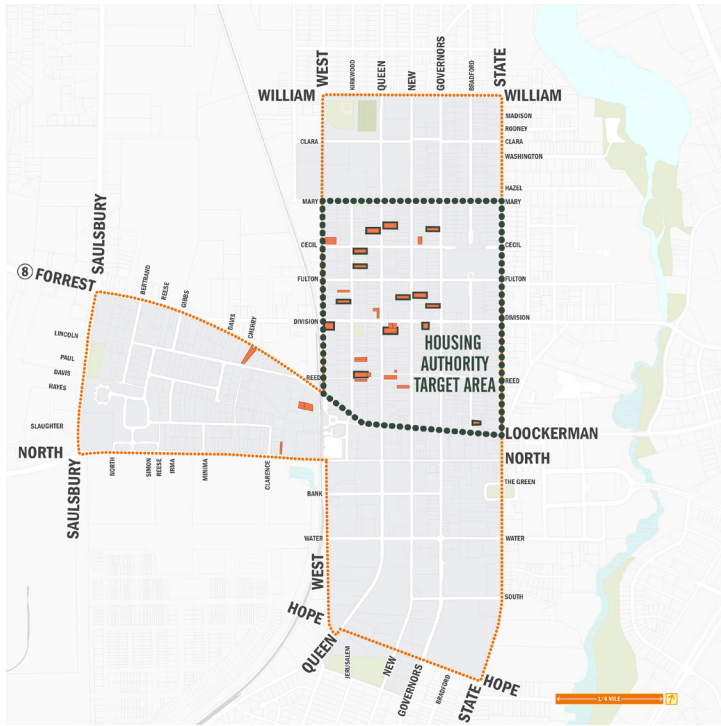 WEST
KIRKWOOD
QUEEN
NEW
GOVERNORS
BRADFORD
STATE
WILLIAM
WILLIAM
MADISON
RODNEY
CLARA
CLARA
WASHINGTON
HAZEL
MARY
MARY
CECIL
CECIL
FULTON
FULTON
DIVISION
DIVISION
REED
REED
HOUSING
AUTHORITY
TARGET AREA
SAULSBURY
8 FORREST
BERTRAND
REESE
GIBBS
DAVIS
CHERRY
LINCOLN
PAUL
DAVIS
HAYES
SLAUGHTER
NORTH
SAULSBURY
NORTH
SIMON
REESE
IRMA
MINIMA
CLARENCE
LOOCKERMAN
NORTH
THE GREEN
BANK
WATER
WATER
WEST
SOUTH
HOPE
QUEEN
JERUSALEM
NEW
GOVERNORS
BRADFORD
STATE
HOPE
1/4 MILE